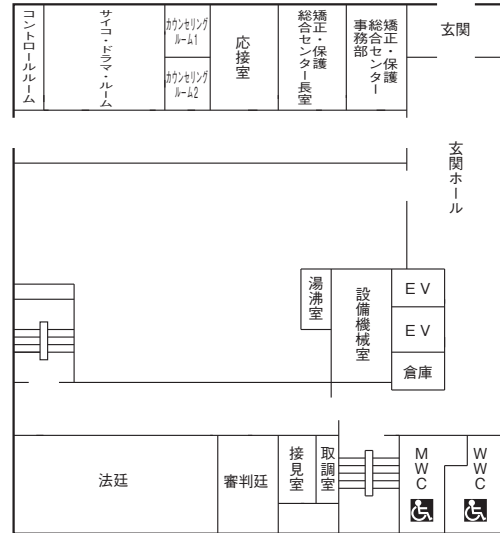 コントロールルーム
サイコ・ドラマ・ルーム
カウンセリング
ルーム1
カウンセリング
ルーム2
応接室
矯正・保護
総合センター長室
矯正・保護
総合センター
事務部
玄関
玄関ホール
湯沸室
設備機械室
EV
EV
倉庫
法廷
審判廷
接見室
取調室
MWC
WWC